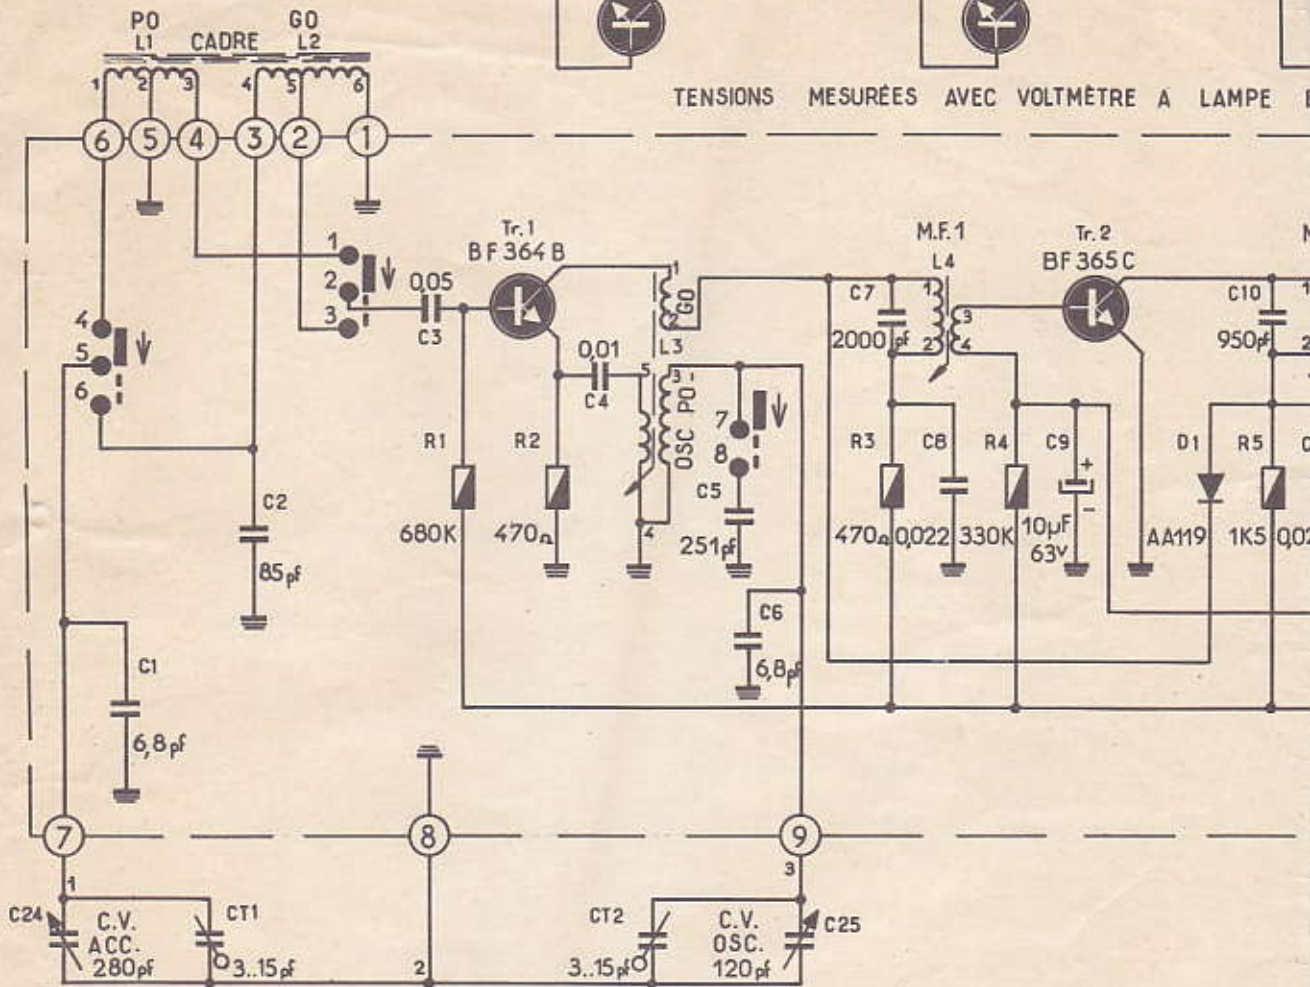 PO GO
L1 CADRE L2
1 2 3 4 5 6
TENSIONS MESURÉES AVEC VOLTMÈTRE A LAMPE
6 5 4 3 2 1
Tr. 1
BF 364 B
M.F. 1
L4
Tr. 2
BF 365 C
1
2
3
0,05
C3
4
5
6
1
2
GO
L3
0,01
C4
5
3
OSC PO
4
7
8
C5
251pf
C7
2000pf
1
2
3
4
C10
950pf
1
2
R1
680K
R2
470Ω
R3
470Ω
C8
0,022
R4
330K
C9
+
-
10µF
63V
D1
AA119
R5
1K5
C2
85pf
C6
6,8pf
C1
6,8pf
7 8 9
1
3
C24
C.V.
ACC.
280pf
CT1
3..15pf
2
CT2
3..15pf
C.V.
OSC.
120pf
C25